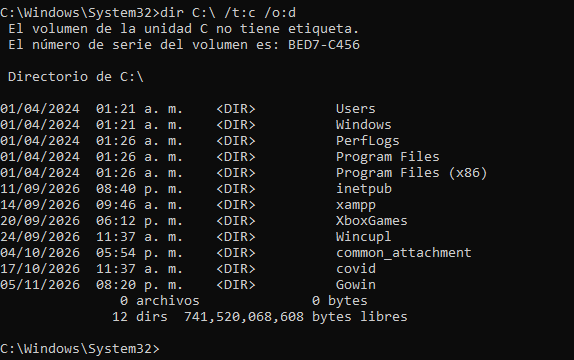 C:\Windows\System32>dir C:\ /t:c /o:d
 El volumen de la unidad C no tiene etiqueta.
 El número de serie del volumen es: BED7-C456

 Directorio de C:\

01/04/2024  01:21 a. m.    <DIR>          Users
01/04/2024  01:21 a. m.    <DIR>          Windows
01/04/2024  01:26 a. m.    <DIR>          PerfLogs
01/04/2024  01:26 a. m.    <DIR>          Program Files
01/04/2024  01:26 a. m.    <DIR>          Program Files (x86)
11/09/2026  08:40 p. m.    <DIR>          inetpub
14/09/2026  09:46 a. m.    <DIR>          xampp
20/09/2026  06:12 p. m.    <DIR>          XboxGames
24/09/2026  11:37 a. m.    <DIR>          Wincupl
04/10/2026  05:54 p. m.    <DIR>          common_attachment
17/10/2026  11:37 a. m.    <DIR>          covid
05/11/2026  08:20 p. m.    <DIR>          Gowin
               0 archivos              0 bytes
              12 dirs  741,520,068,608 bytes libres

C:\Windows\System32>